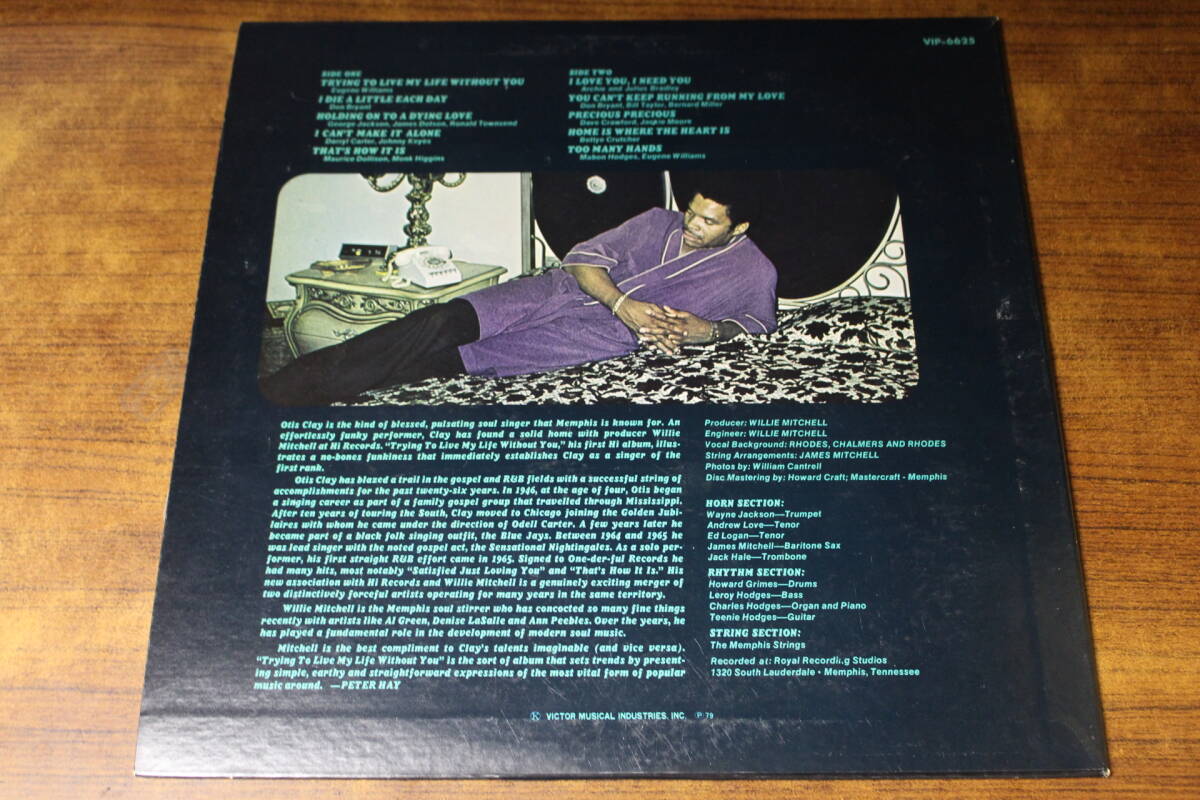 VIP-6625
SIDE ONE
TRYING TO LIVE MY LIFE WITHOUT YOU
Eugene Williams
I DIE A LITTLE EACH DAY
Don Bryant
HOLDING ON TO A DYING LOVE
George Jackson, James Dotson, Ronald Townsend
I CAN'T MAKE IT ALONE
Darryl Carter, Johnny Keyes
THAT'S HOW IT IS
Maurice Dollison, Monk Higgins
SIDE TWO
I LOVE YOU, I NEED YOU
Archie and Julius Bradley
YOU CAN'T KEEP RUNNING FROM MY LOVE
Don Bryant, Bill Taylor, Bernard Miller
PRECIOUS PRECIOUS
Dave Crawford, Jackie Moore
HOME IS WHERE THE HEART IS
Bettye Crutcher
TOO MANY HANDS
Mabon Hodges, Eugene Williams
Otis Clay is the kind of blessed, pulsating soul singer that Memphis is known for. An
effortlessly funky performer, Clay has found a solid home with producer Willie
Mitchell at Hi Records. "Trying To Live My Life Without You," his first Hi album, illus-
trates a no-bones funkiness that immediately establishes Clay as a singer of the
first rank.
Otis Clay has blazed a trail in the gospel and R&B fields with a successful string of
accomplishments for the past twenty-six years. In 1946, at the age of four, Otis began
a singing career as part of a family gospel group that travelled through Mississippi.
After ten years of touring the South, Clay moved to Chicago joining the Golden Jubi-
laires with whom he came under the direction of Odell Carter. A few years later he
became part of a black folk singing outfit, the Blue Jays. Between 1964 and 1965 he
was lead singer with the noted gospel act, the Sensational Nightingales. As a solo per-
former, his first straight R&B effort came in 1965. Signed to One-der-ful Records he
had many hits, most notably "Satisfied Just Loving You" and "That's How It Is." His
new association with Hi Records and Willie Mitchell is a genuinely exciting merger of
two distinctively forceful artists operating for many years in the same territory.
Willie Mitchell is the Memphis soul stirrer who has concocted so many fine things
recently with artists like Al Green, Denise LaSalle and Ann Peebles. Over the years, he
has played a fundamental role in the development of modern soul music.
Mitchell is the best compliment to Clay's talents imaginable (and vice versa).
"Trying To Live My Life Without You" is the sort of album that sets trends by present-
ing simple, earthy and straightforward expressions of the most vital form of popular
music around. —PETER HAY
Producer: WILLIE MITCHELL
Engineer: WILLIE MITCHELL
Vocal Background: RHODES, CHALMERS AND RHODES
String Arrangements: JAMES MITCHELL
Photos by: William Cantrell
Disc Mastering by: Howard Craft; Mastercraft - Memphis
HORN SECTION:
Wayne Jackson—Trumpet
Andrew Love—Tenor
Ed Logan—Tenor
James Mitchell—Baritone Sax
Jack Hale—Trombone
RHYTHM SECTION:
Howard Grimes—Drums
Leroy Hodges—Bass
Charles Hodges—Organ and Piano
Teenie Hodges—Guitar
STRING SECTION:
The Memphis Strings
Recorded at: Royal Recording Studios
1320 South Lauderdale • Memphis, Tennessee
Ⓚ VICTOR MUSICAL INDUSTRIES, INC. Ⓟ 79